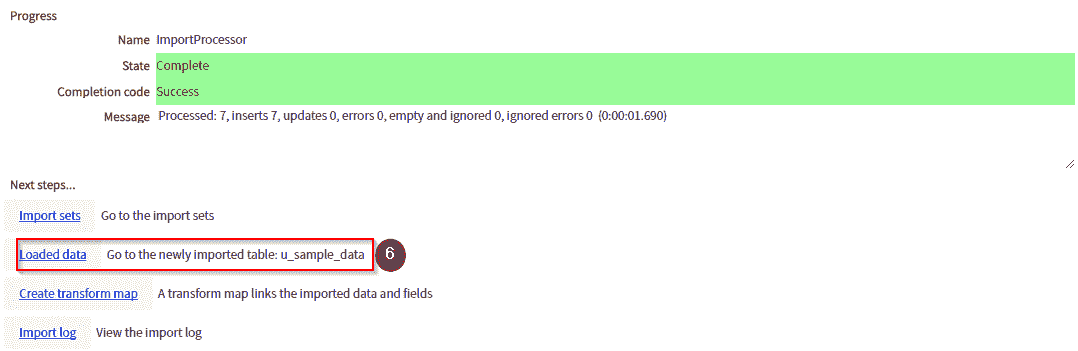 Progress
Name ImportProcessor
State Complete
Completion code Success
Message Processed: 7, inserts 7, updates 0, errors 0, empty and ignored 0, ignored errors 0 (0:00:01.690)
Next steps...
Import sets Go to the import sets
Loaded data Go to the newly imported table: u_sample_data 6
Create transform map A transform map links the imported data and fields
Import log View the import log